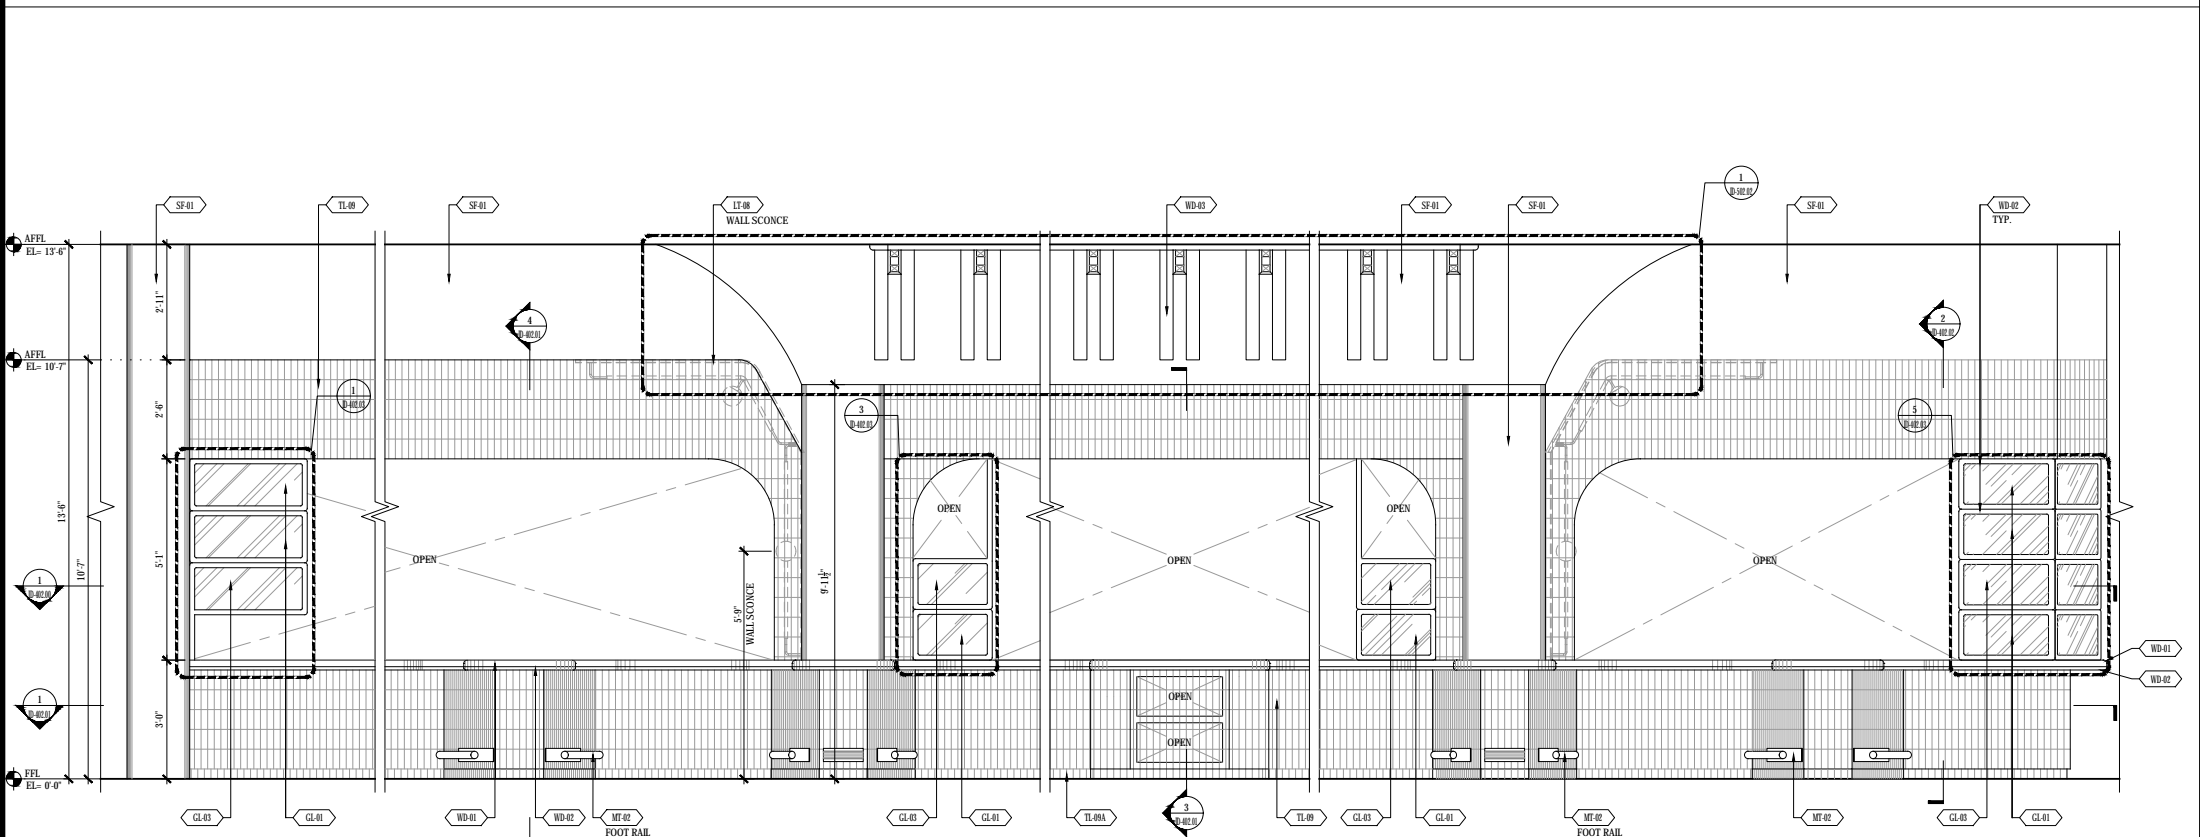 1
ID-502.02
SF-01
TL-09
SF-01
LT-08
WALL SCONCE
WD-03
SF-01
SF-01
SF-01
WD-02
TYP.
AFFL
EL= 13'-6"
2'-11"
4
ID-402.01
2
ID-402.02
AFFL
EL= 10'-7"
1
ID-402.03
2'-6"
3
ID-402.03
5
ID-402.03
13'-6"
10'-7"
5'-1"
OPEN
OPEN
OPEN
OPEN
OPEN
9'-11½"
5'-9"
WALL SCONCE
1
ID-402.00
WD-01
WD-02
1
ID-402.01
3'-0"
OPEN
OPEN
FFL
EL= 0'-0"
GL-03
GL-01
WD-01
WD-02
MT-02
FOOT RAIL
GL-03
GL-01
TL-09A
3
ID-402.01
TL-09
GL-03
GL-01
MT-02
FOOT RAIL
MT-02
GL-03
GL-01